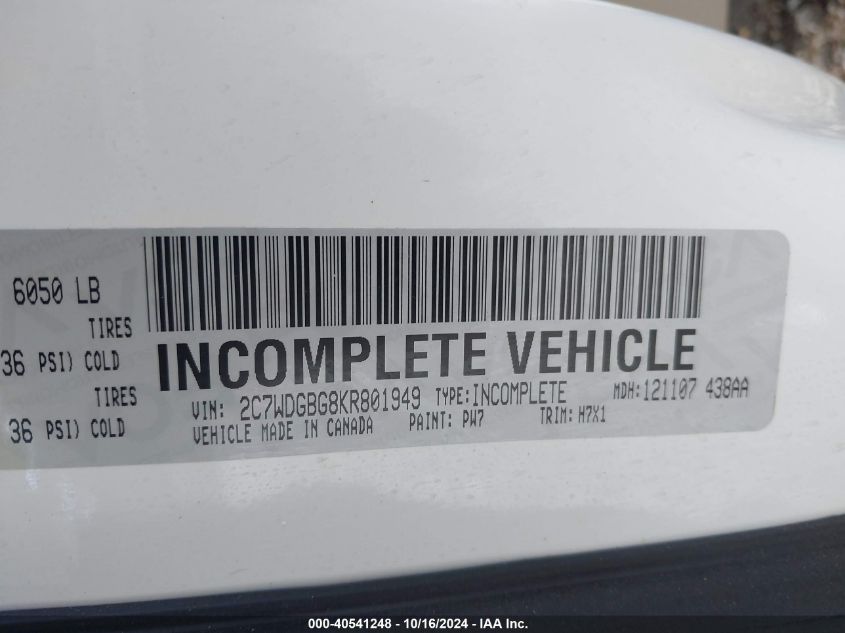 6050 LB
TIRES
36 PSI) COLD
TIRES
36 PSI) COLD
INCOMPLETE VEHICLE
VIN: 2C7WDGBG8KR801949 TYPE:INCOMPLETE MDH:121107 438AA
VEHICLE MADE IN CANADA PAINT: PW7 TRIM: H7X1
000-40541248 - 10/16/2024 - IAA Inc.